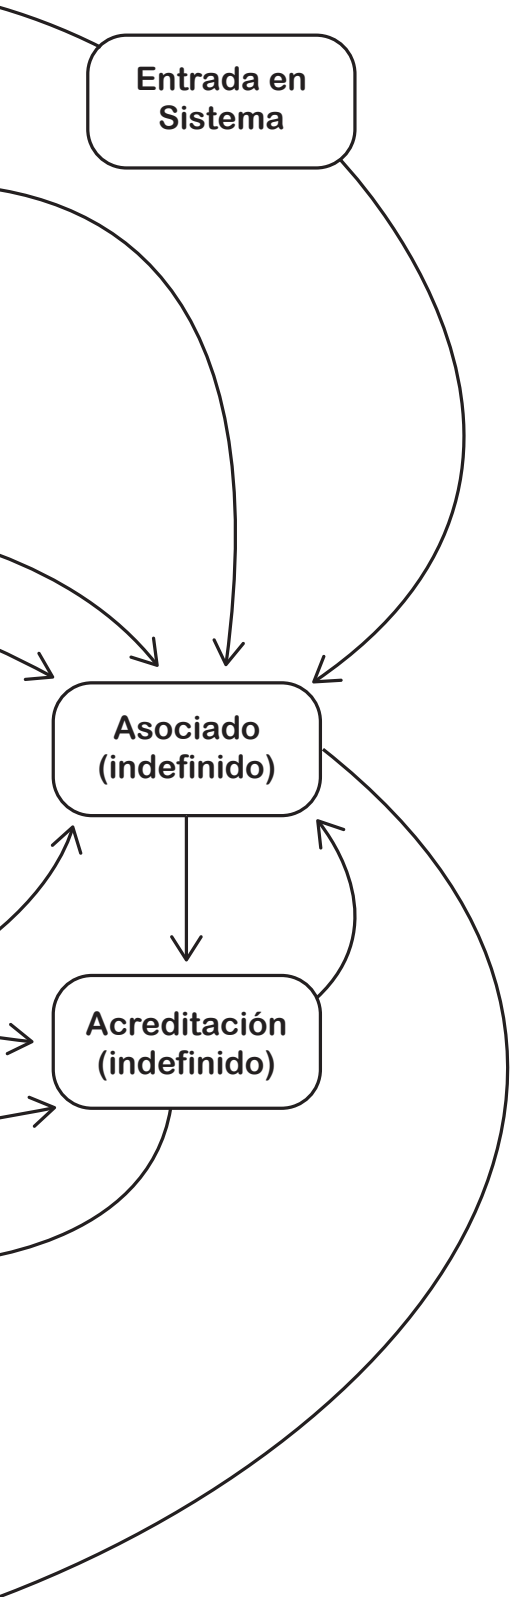 Entrada en
Sistema
Asociado
(indefinido)
Acreditación
(indefinido)